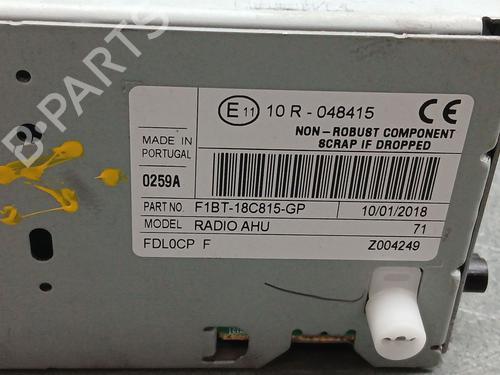 B-PARTS
E11 10 R - 048415 CE
NON - ROBUST COMPONENT
SCRAP IF DROPPED
MADE IN
PORTUGAL
0259A
PART NO. F1BT-18C815-GP 10/01/2018
MODEL RADIO AHU 71
FDL0CP F Z004249